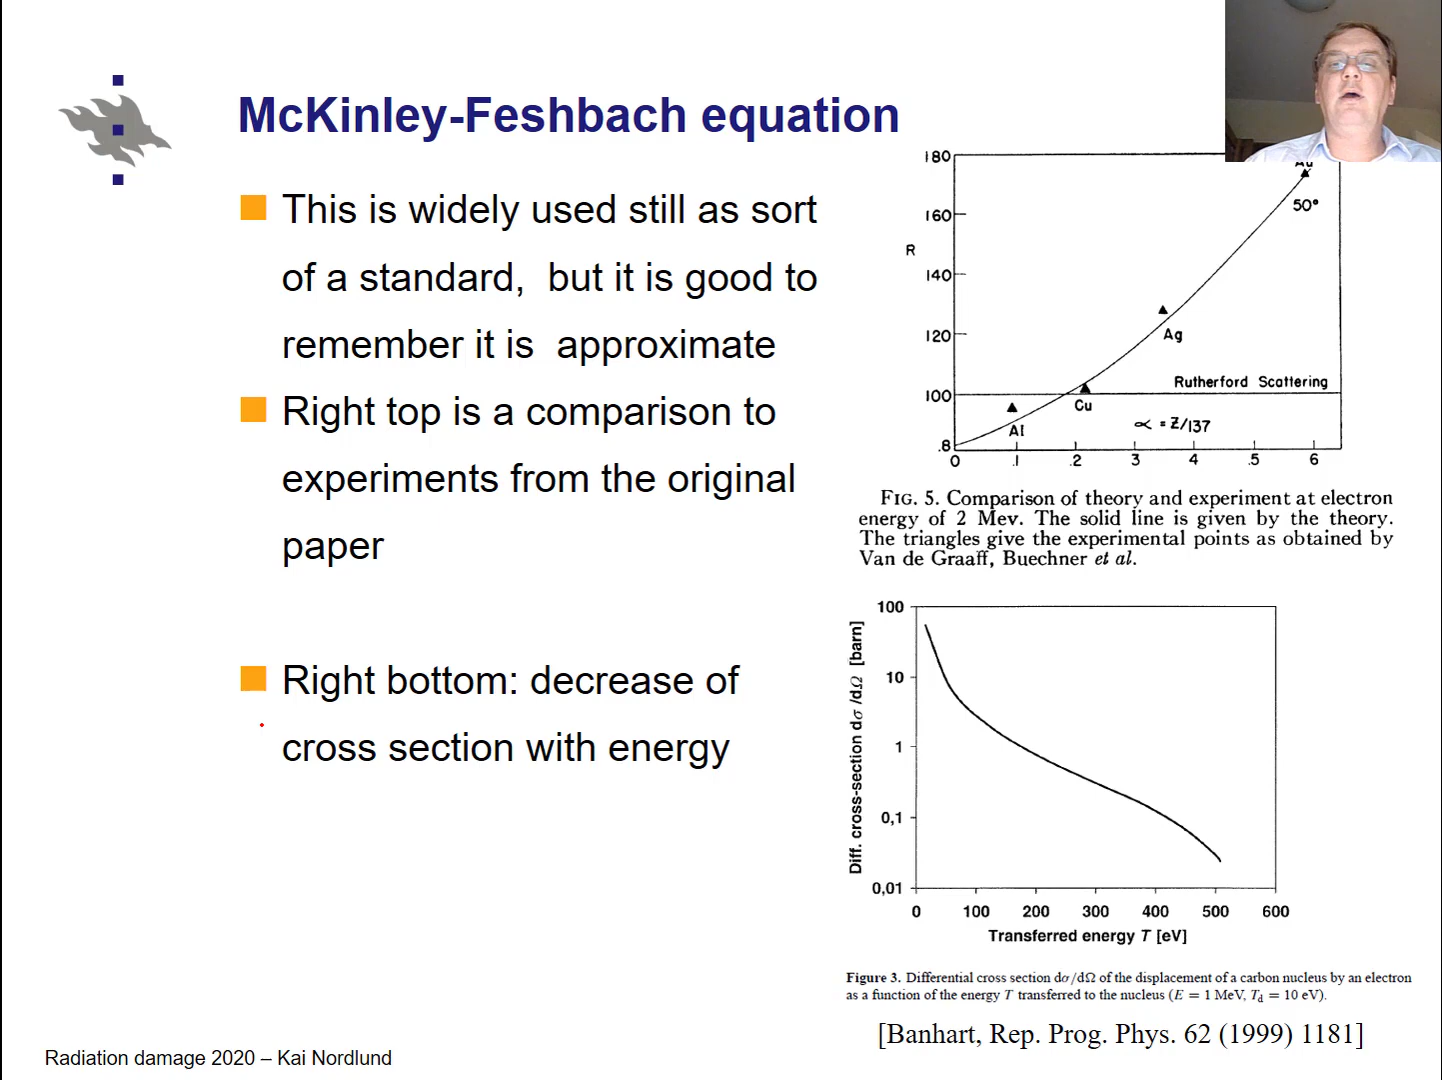 McKinley-Feshbach equation
This is widely used still as sort
of a standard, but it is good to
remember it is approximate
Right top is a comparison to
experiments from the original
paper
Right bottom: decrease of
cross section with energy
Radiation damage 2020 – Kai Nordlund
180
160
R
140
120
100
.8
Au
50°
Ag
Rutherford Scattering
Cu
∝ = Z/137
Al
0 .1 .2 3 4 .5 6
FIG. 5. Comparison of theory and experiment at electron
energy of 2 Mev. The solid line is given by the theory.
The triangles give the experimental points as obtained by
Van de Graaff, Buechner et al.
Diff. cross-section dσ/dΩ [barn]
100
10
1
0,1
0,01
0 100 200 300 400 500 600
Transferred energy T [eV]
Figure 3. Differential cross section dσ/dΩ of the displacement of a carbon nucleus by an electron
as a function of the energy T transferred to the nucleus (E = 1 MeV, Td = 10 eV).
[Banhart, Rep. Prog. Phys. 62 (1999) 1181]